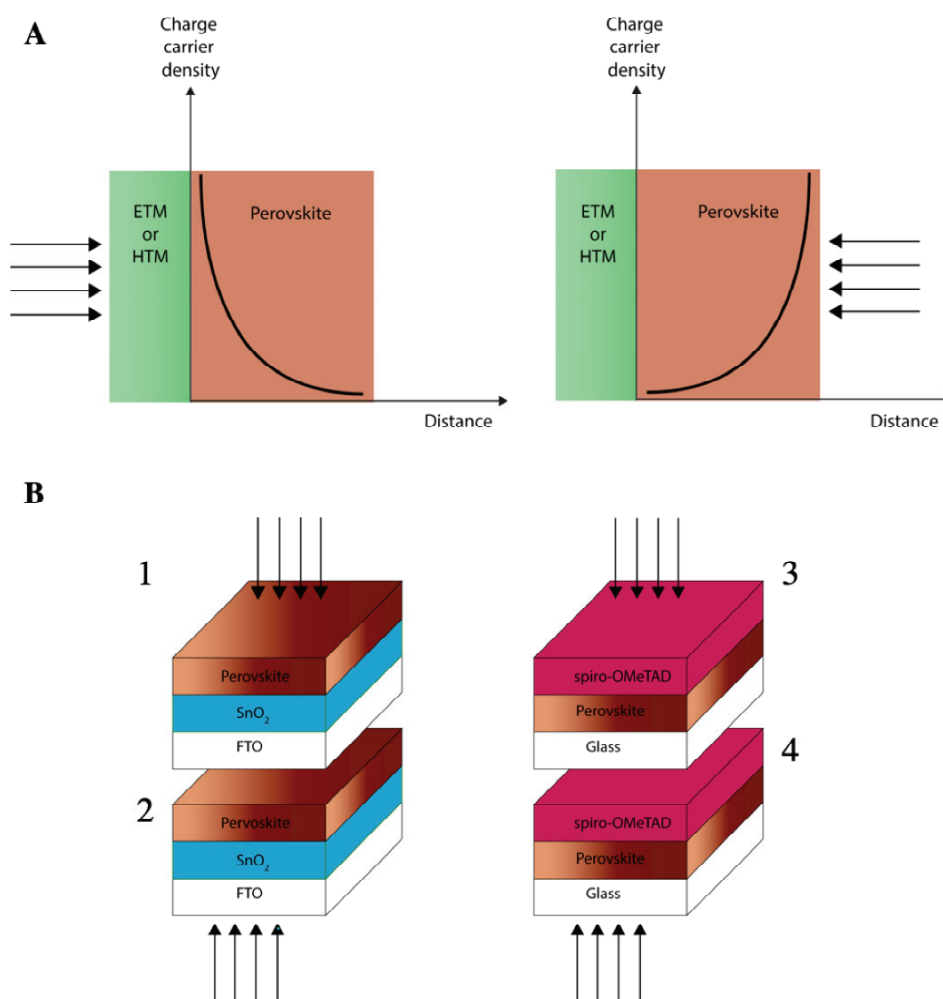 A
Charge
carrier
density
ETM
or
HTM
Perovskite
Distance
Charge
carrier
density
ETM
or
HTM
Perovskite
Distance
B
1
Perovskite
SnO₂
FTO
2
Pervoskite
SnO₂
FTO
3
spiro-OMeTAD
Perovskite
Glass
4
spiro-OMeTAD
Perovskite
Glass